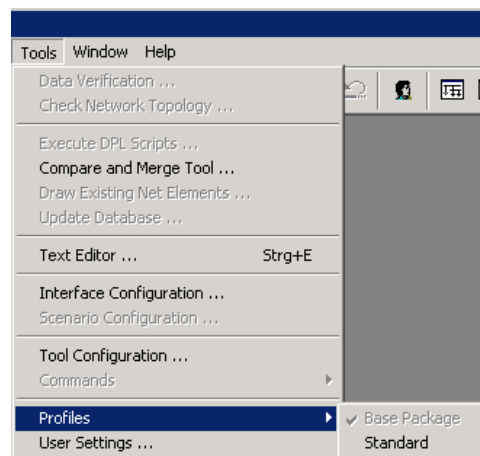 Tools Window Help
Data Verification ...
Check Network Topology ...
Execute DPL Scripts ...
Compare and Merge Tool ...
Draw Existing Net Elements ...
Update Database ...
Text Editor ... Strg+E
Interface Configuration ...
Scenario Configuration ...
Tool Configuration ...
Commands
Profiles
Base Package
User Settings ...
Standard